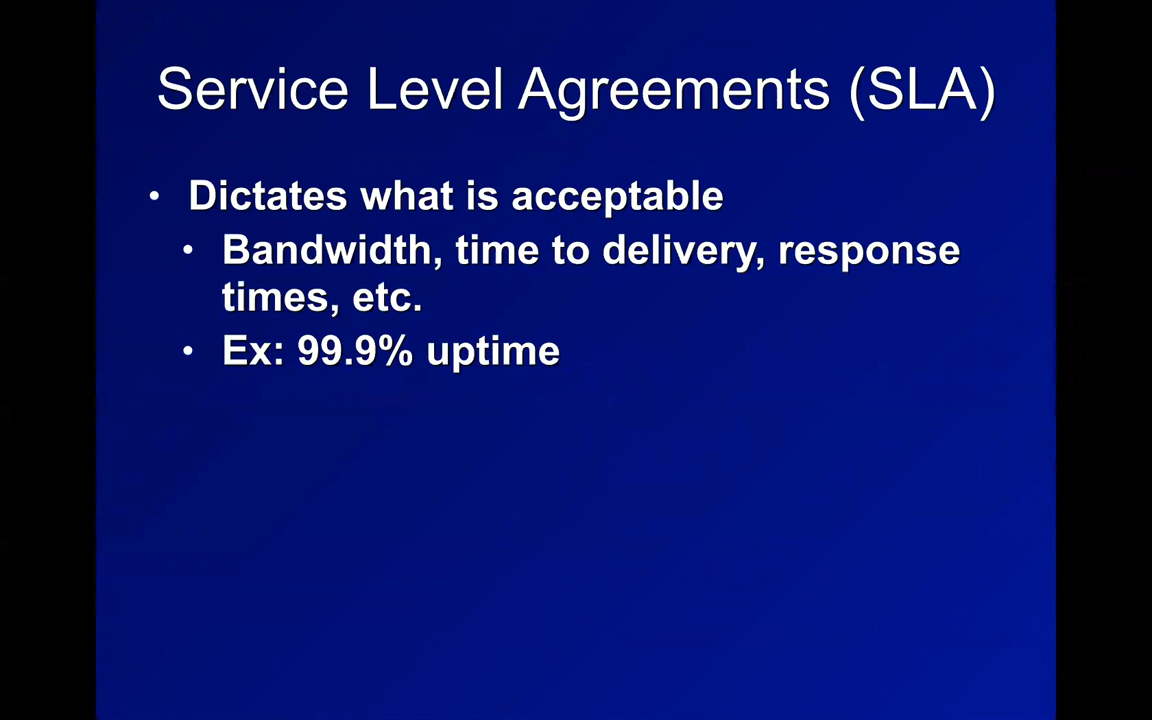 Service Level Agreements (SLA)
• Dictates what is acceptable
• Bandwidth, time to delivery, response
times, etc.
• Ex: 99.9% uptime